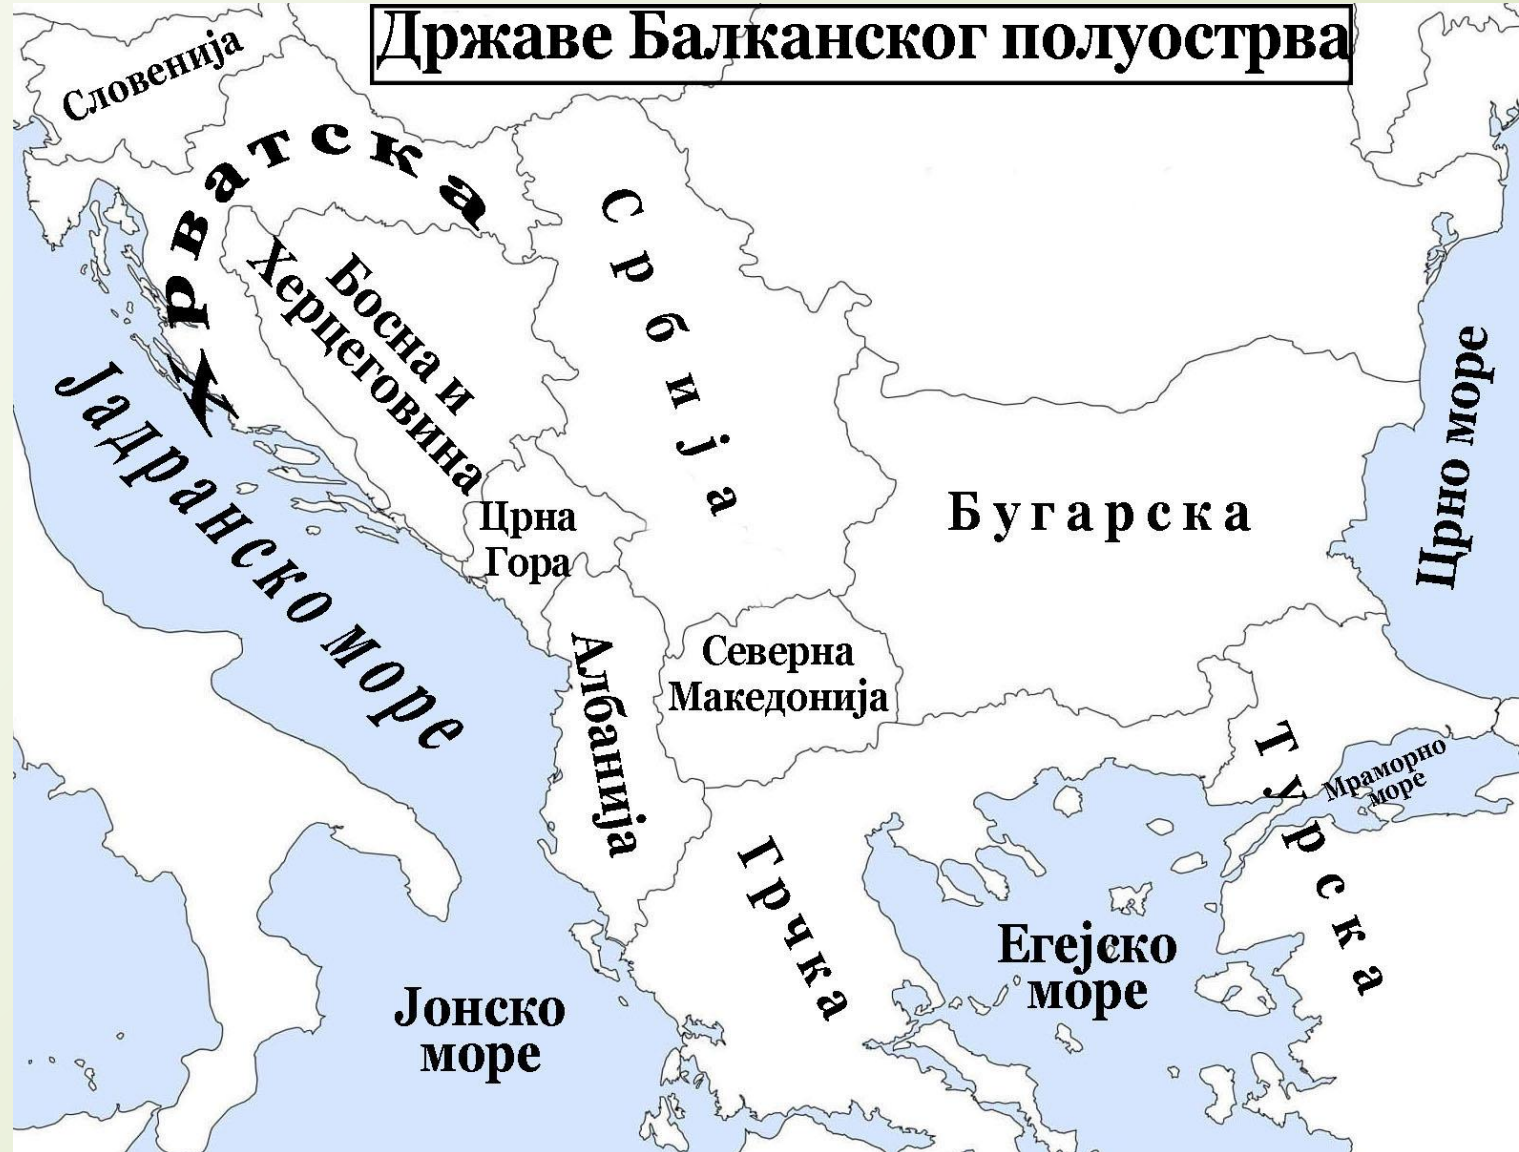 Државе Балканског полуострва
Словенија
Хрватска
Србија
Босна и
Херцеговина
Јадранско море
Црно море
Црна
Гора
Бугарска
Северна
Македонија
Албанија
Турска
Мраморно
море
Грчка
Егејско
море
Јонско
море